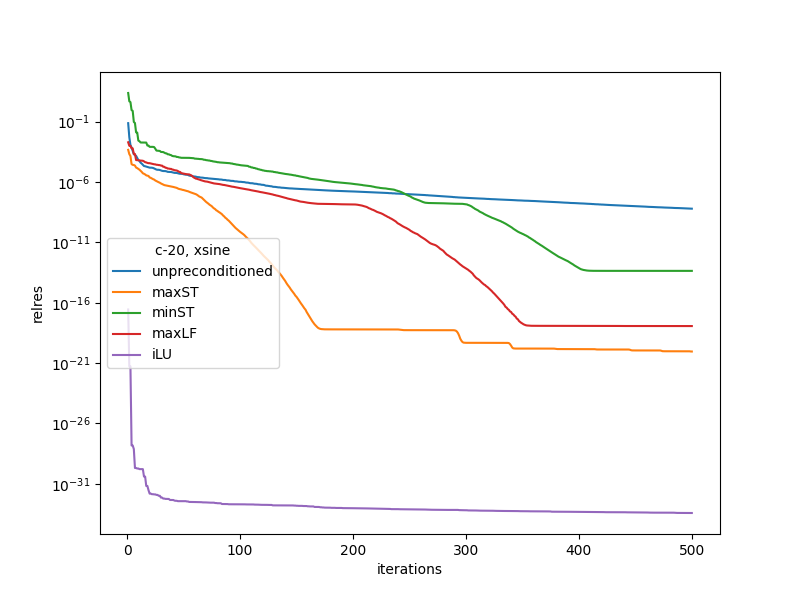 10^-1
10^-6
10^-11
10^-16
10^-21
10^-26
10^-31
relres
c-20, xsine
unpreconditioned
maxST
minST
maxLF
iLU
0 100 200 300 400 500
iterations